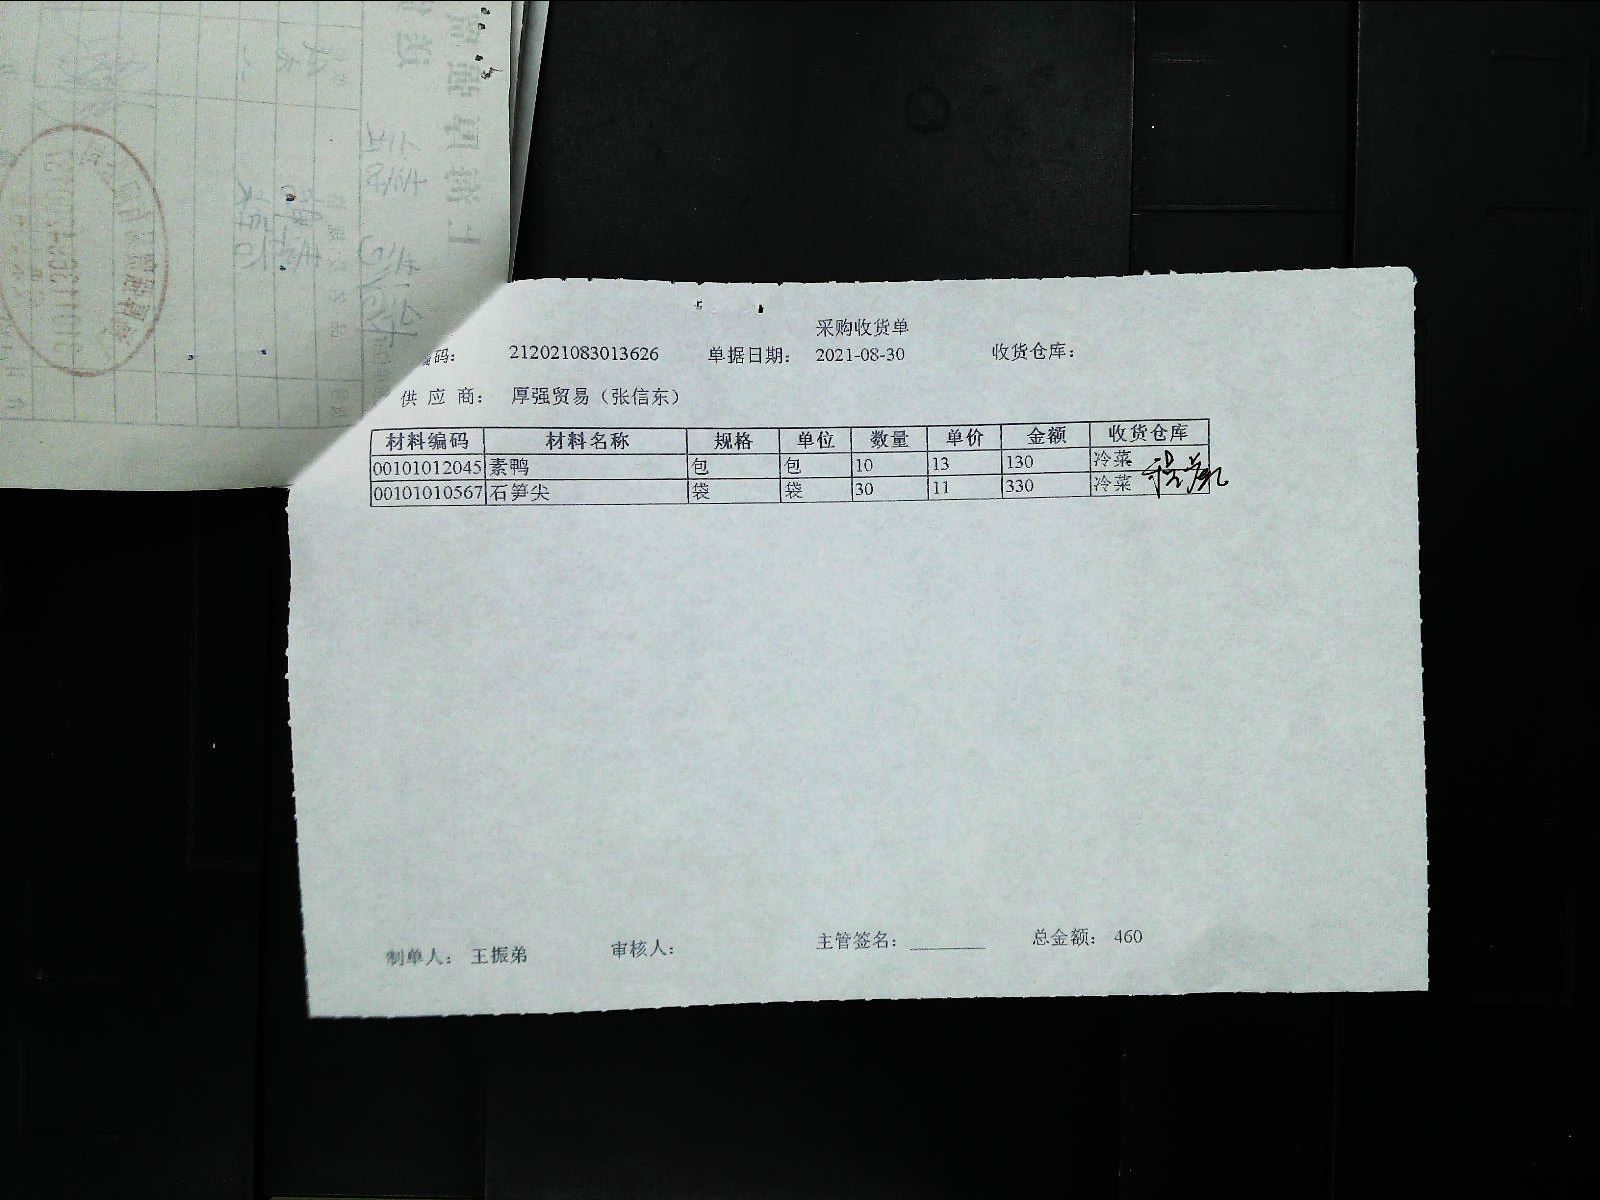 采购收货单
编码： 212021083013626 单据日期： 2021-08-30 收货仓库：
供应商： 厚强贸易（张信东）
材料编码 材料名称 规格 单位 数量 单价 金额 收货仓库
00101012045 素鸭 包 包 10 13 130 冷菜
00101010567 石笋尖 袋 袋 30 11 330 冷菜
制单人： 王振弟 审核人： 主管签名： 总金额： 460